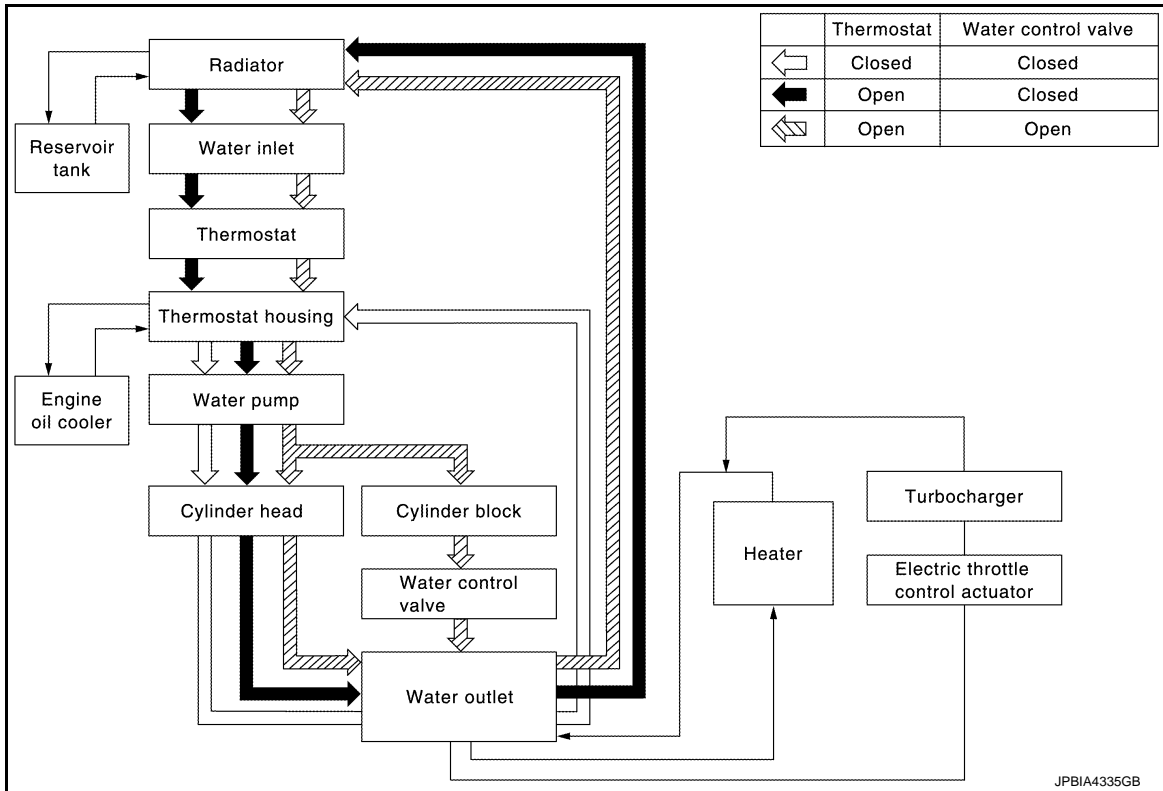 Thermostat Water control valve
Closed Closed
Open Closed
Open Open
Radiator
Reservoir
tank
Water inlet
Thermostat
Thermostat housing
Engine
oil cooler
Water pump
Cylinder head
Cylinder block
Water control
valve
Water outlet
Heater
Turbocharger
Electric throttle
control actuator
JPBIA4335GB